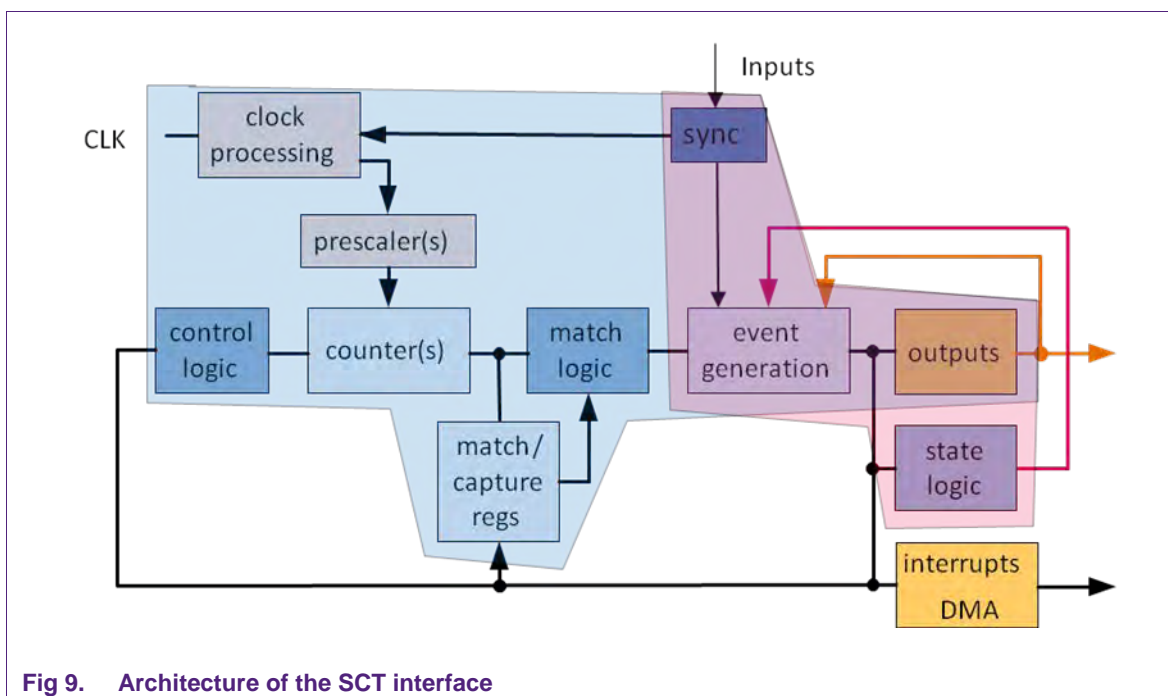 Inputs
CLK
clock
processing
sync
prescaler(s)
control
logic
counter(s)
match
logic
event
generation
outputs
match/
capture
regs
state
logic
interrupts
DMA
Fig 9. Architecture of the SCT interface